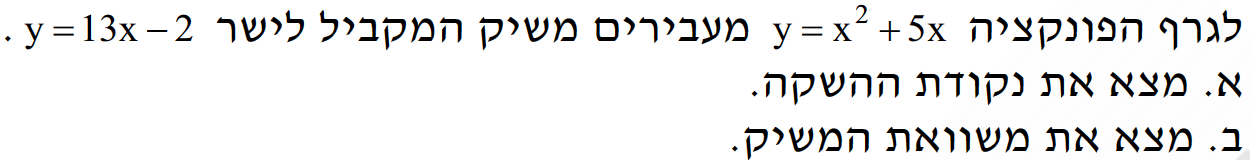 לגרף הפונקציה y = x² + 5x מעבירים משיק המקביל לישר y = 13x − 2 .
א. מצא את נקודת ההשקה.
ב. מצא את משוואת המשיק.